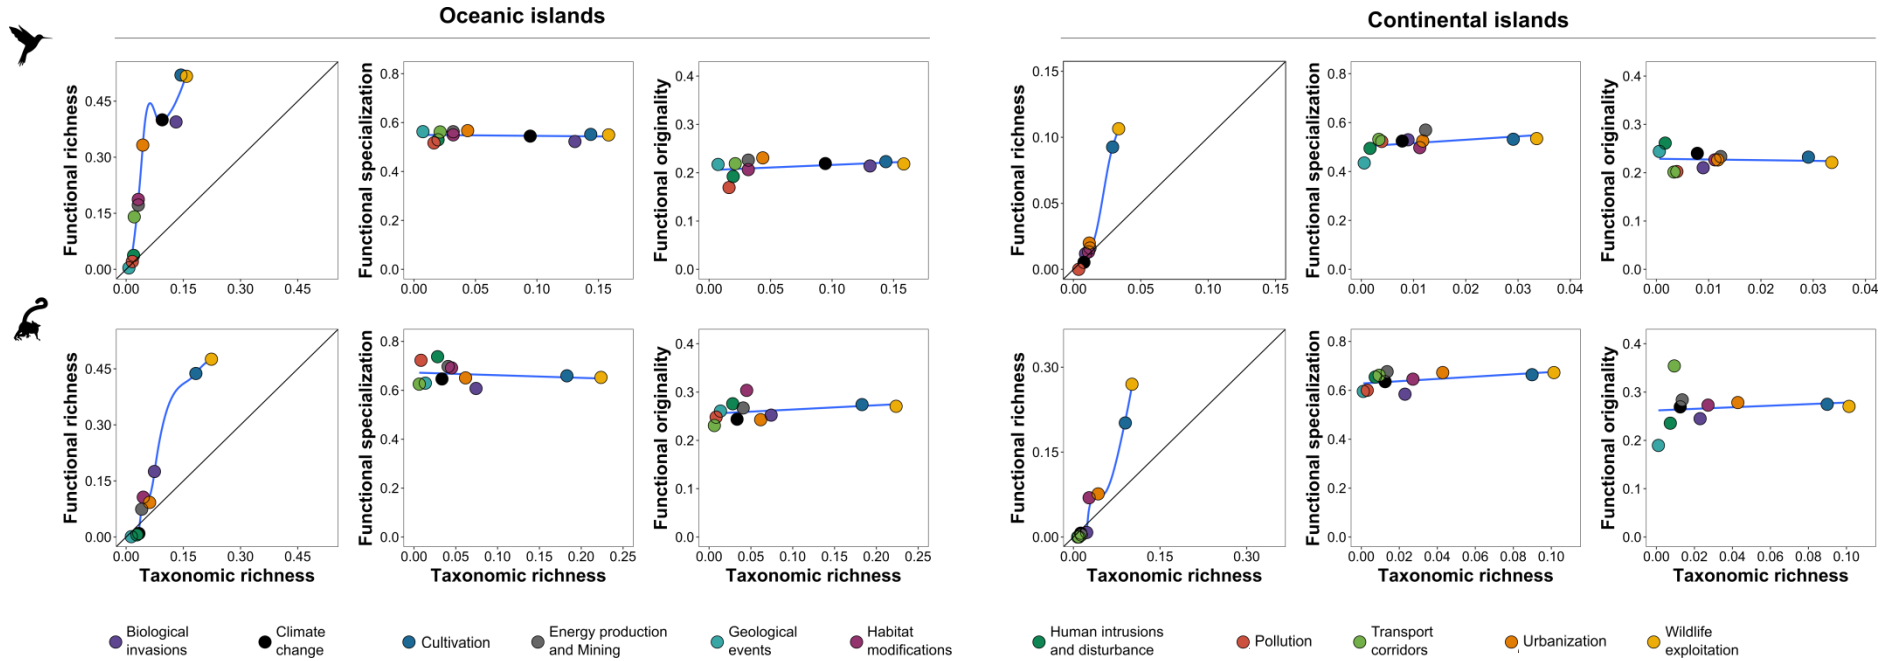 Oceanic islands
Continental islands
Functional richness
0.45
0.30
0.15
0.00
0.00
0.15
0.30
0.45
Functional specialization
0.8
0.6
0.4
0.2
0.0
0.00
0.05
0.10
0.15
Functional originality
0.4
0.3
0.2
0.1
0.0
0.00
0.05
0.10
0.15
Functional richness
0.15
0.10
0.05
0.00
0.00
0.05
0.10
0.15
Functional specialization
0.8
0.6
0.4
0.2
0.0
0.00
0.01
0.02
0.03
0.04
Functional originality
0.4
0.3
0.2
0.1
0.0
0.00
0.01
0.02
0.03
0.04
Functional richness
0.45
0.30
0.15
0.00
0.00
0.15
0.30
0.45
Taxonomic richness
Functional specialization
0.8
0.6
0.4
0.2
0.0
0.00
0.05
0.10
0.15
0.20
0.25
Taxonomic richness
Functional originality
0.4
0.3
0.2
0.1
0.0
0.00
0.05
0.10
0.15
0.20
0.25
Taxonomic richness
Functional richness
0.30
0.15
0.00
0.00
0.15
0.30
Taxonomic richness
Functional specialization
0.8
0.6
0.4
0.2
0.0
0.00
0.02
0.04
0.06
0.08
0.10
Taxonomic richness
Functional originality
0.4
0.3
0.2
0.1
0.0
0.00
0.02
0.04
0.06
0.08
0.10
Taxonomic richness
Biological
invasions
Climate
change
Cultivation
Energy production
and Mining
Geological
events
Habitat
modifications
Human intrusions
and disturbance
Pollution
Transport
corridors
Urbanization
Wildlife
exploitation